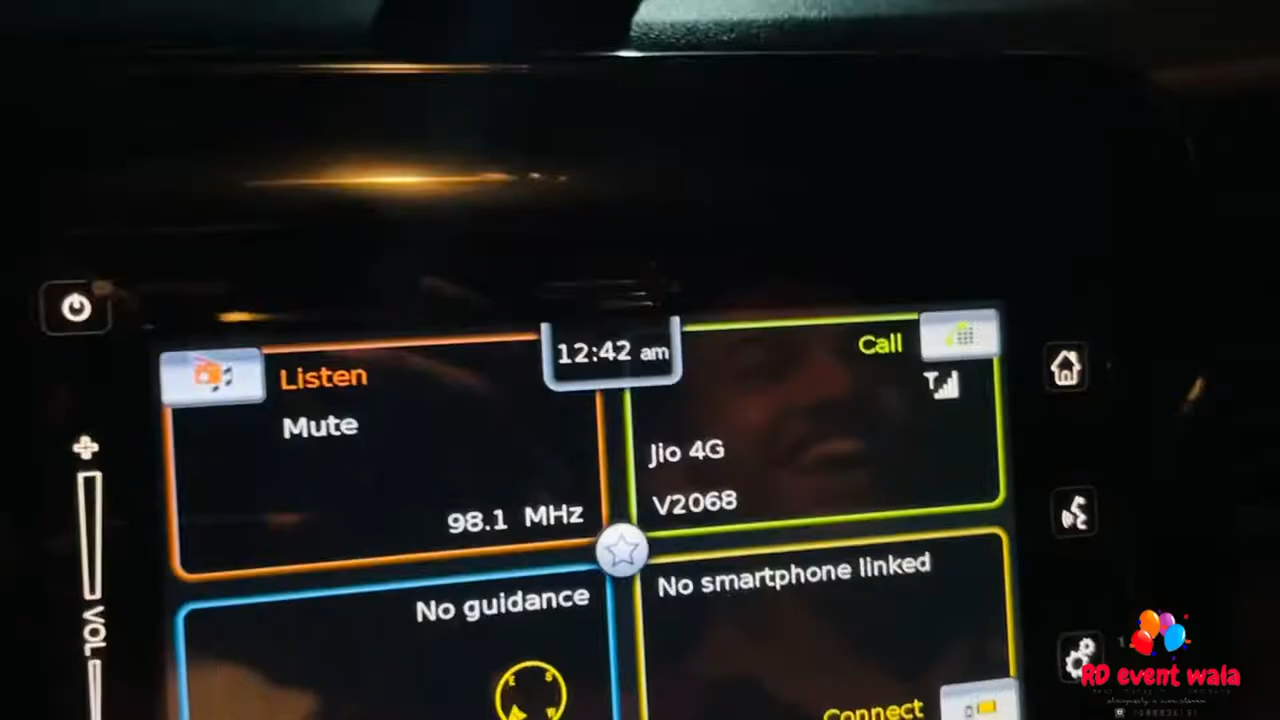 12:42 am
Listen
Mute
98.1 MHz
Call
Jio 4G
V2068
No guidance
E S
W
No smartphone linked
Connect
VOL
RD event wala